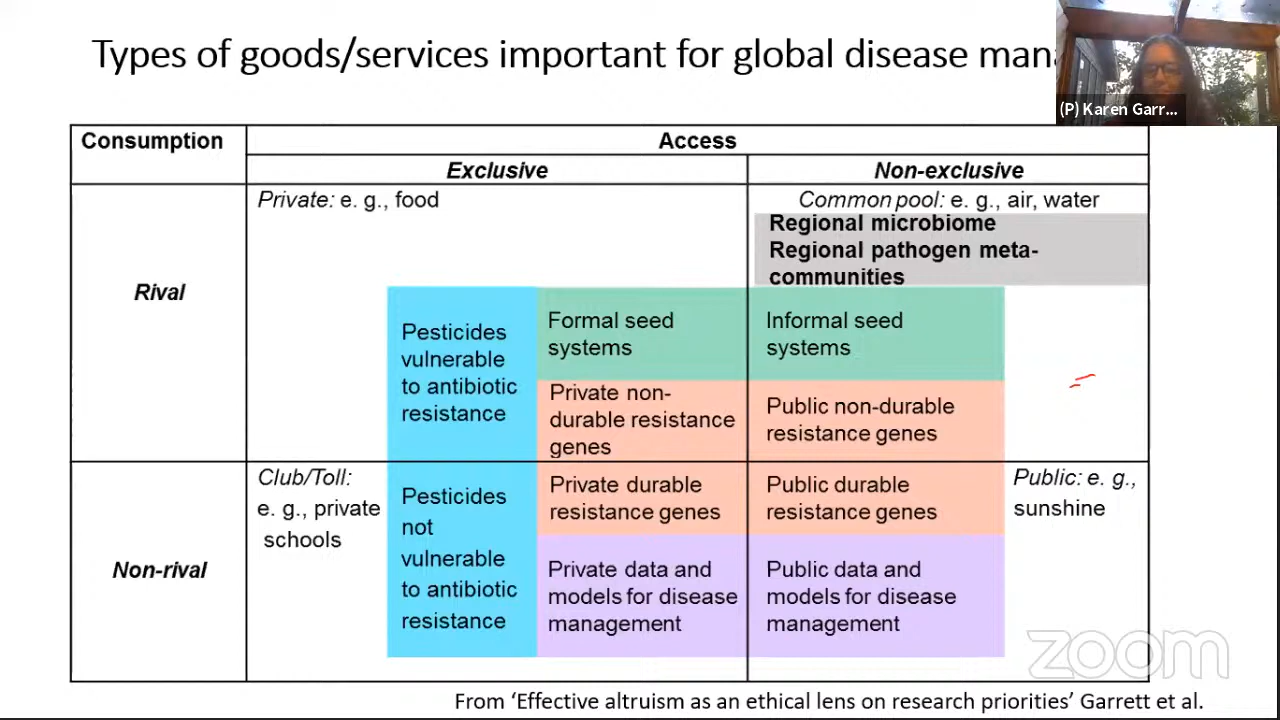 Types of goods/services important for global disease mana
(P) Karen Garr...
Consumption
Access
Exclusive
Non-exclusive
Rival
Private: e. g., food
Common pool: e. g., air, water
Regional microbiome
Regional pathogen meta-
communities
Pesticides
vulnerable
to antibiotic
resistance
Formal seed
systems
Informal seed
systems
Private non-
durable resistance
genes
Public non-durable
resistance genes
Non-rival
Club/Toll:
e. g., private
schools
Pesticides
not
vulnerable
to antibiotic
resistance
Private durable
resistance genes
Public durable
resistance genes
Public: e. g.,
sunshine
Private data and
models for disease
management
Public data and
models for disease
management
zoom
From 'Effective altruism as an ethical lens on research priorities' Garrett et al.